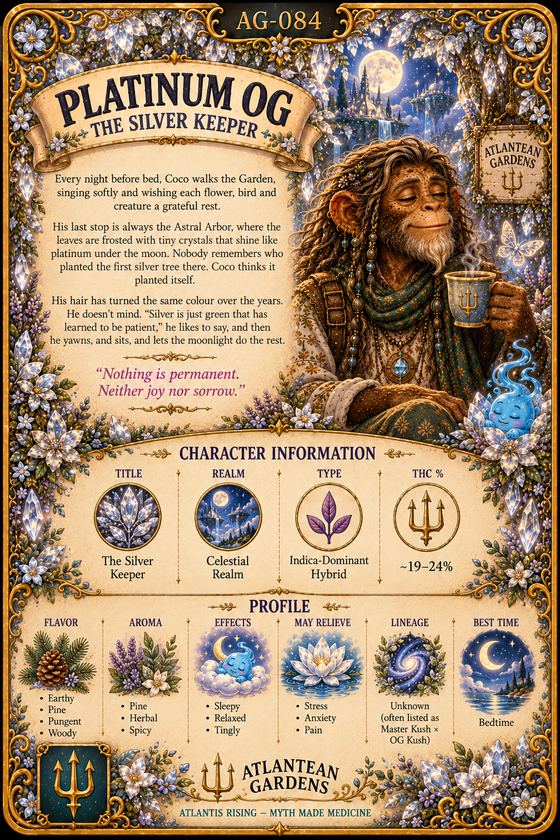 AG-084
PLATINUM OG
THE SILVER KEEPER
ATLANTEAN
GARDENS
Every night before bed, Coco walks the Garden,
singing softly and wishing each flower, bird and
creature a grateful rest.
His last stop is always the Astral Arbor, where the
leaves are frosted with tiny crystals that shine like
platinum under the moon. Nobody remembers who
planted the first silver tree there. Coco thinks it
planted itself.
His hair has turned the same colour over the years.
He doesn't mind. “Silver is just green that has
learned to be patient,” he likes to say, and then
he yawns, and sits, and lets the moonlight do the rest.
“Nothing is permanent.
Neither joy nor sorrow.”
CHARACTER INFORMATION
TITLE
The Silver
Keeper
REALM
Celestial
Realm
TYPE
Indica-Dominant
Hybrid
THC %
~19–24%
PROFILE
FLAVOR
• Earthy
• Pine
• Pungent
• Woody
AROMA
• Pine
• Herbal
• Spicy
EFFECTS
• Sleepy
• Relaxed
• Tingly
MAY RELIEVE
• Stress
• Anxiety
• Pain
LINEAGE
Unknown
(often listed as
Master Kush ×
OG Kush)
BEST TIME
Bedtime
ATLANTEAN
GARDENS
ATLANTIS RISING – MYTH MADE MEDICINE